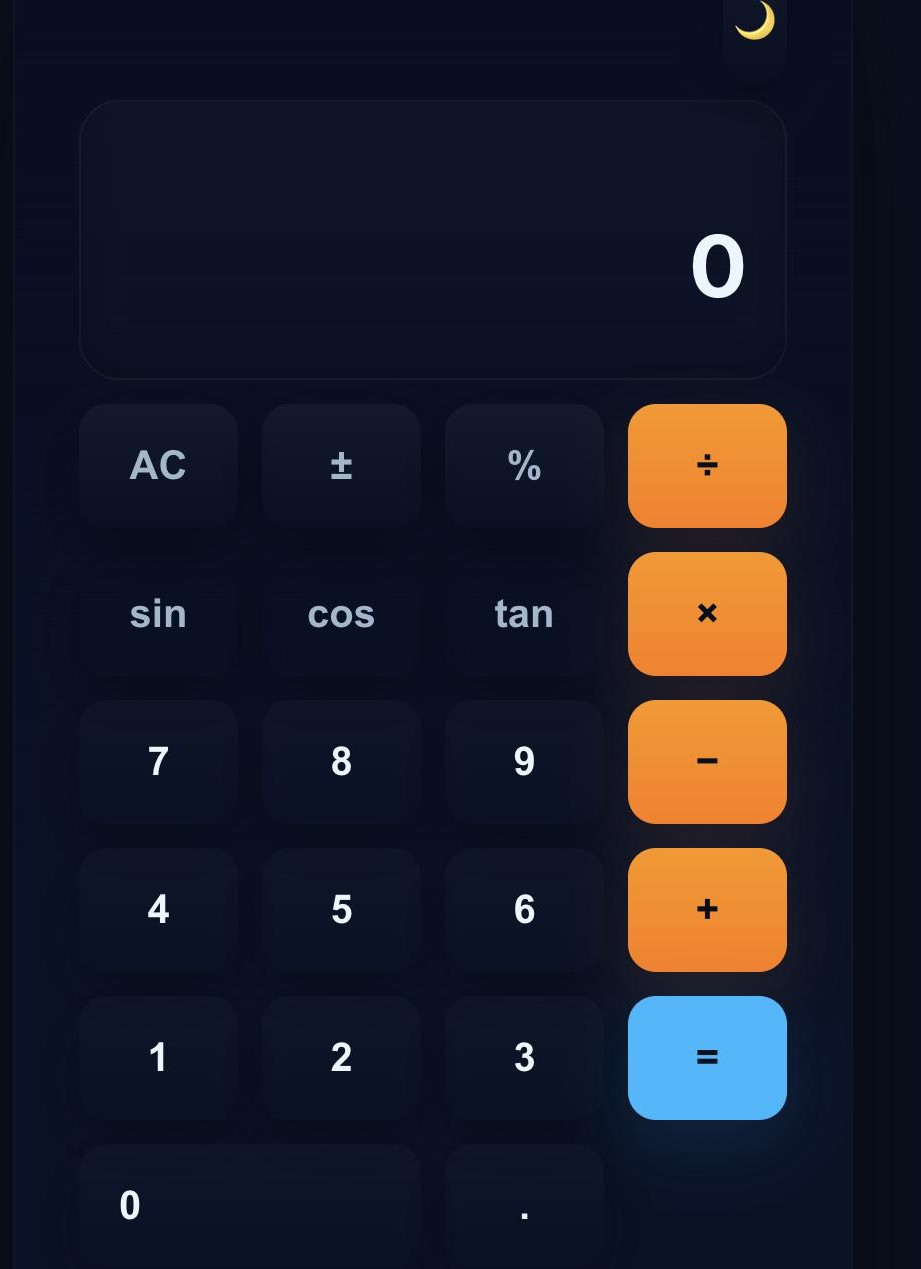 0
AC ± % ÷
sin cos tan ×
7 8 9 −
4 5 6 +
1 2 3 =
0 .